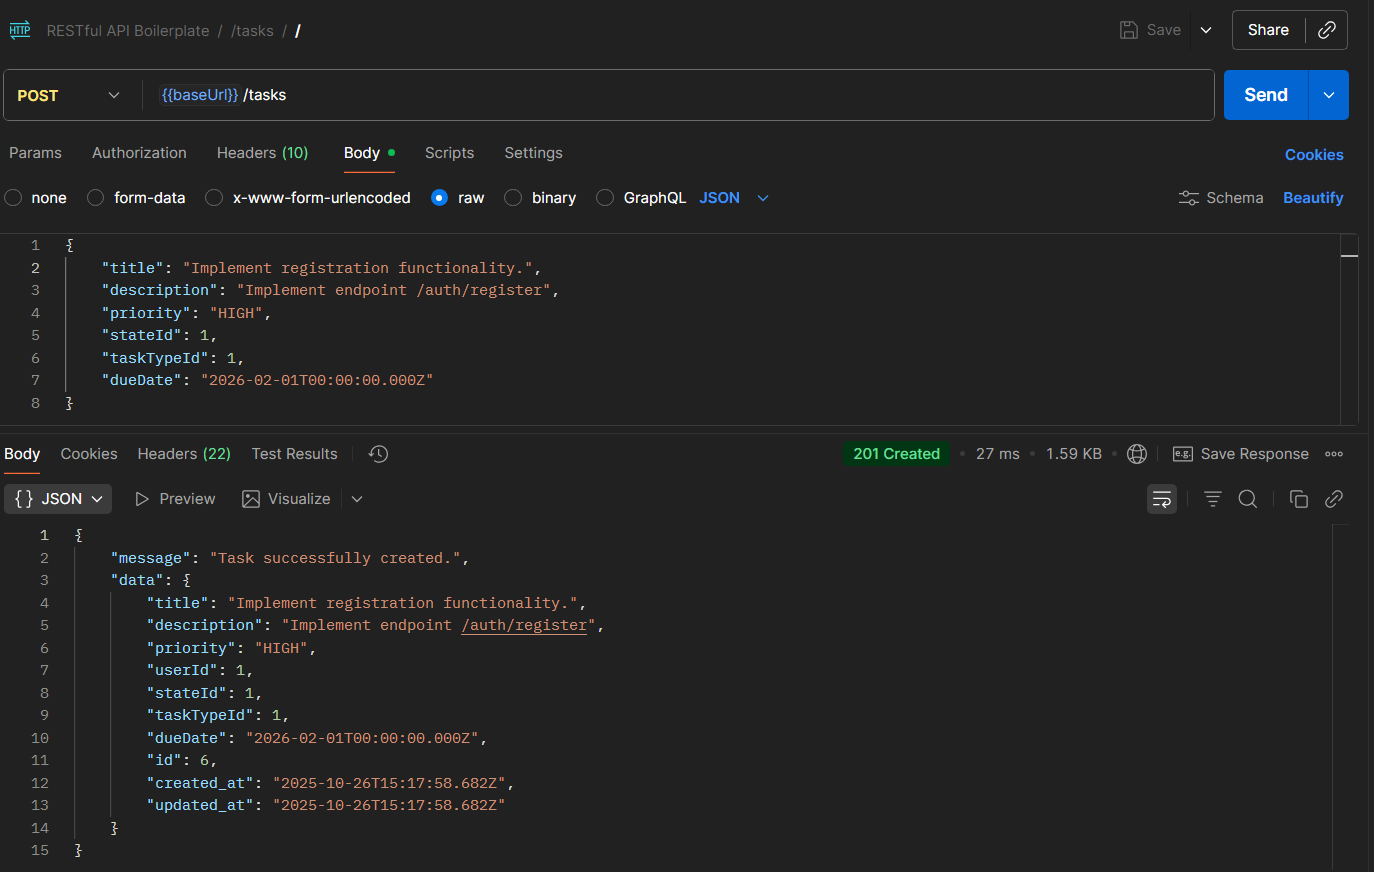 HTTP RESTful API Boilerplate / /tasks / / Save Share
POST {{baseUrl}} /tasks Send
Params Authorization Headers (10) Body Scripts Settings Cookies
none form-data x-www-form-urlencoded raw binary GraphQL JSON Schema Beautify
1 {
2 "title": "Implement registration functionality.",
3 "description": "Implement endpoint /auth/register",
4 "priority": "HIGH",
5 "stateId": 1,
6 "taskTypeId": 1,
7 "dueDate": "2026-02-01T00:00:00.000Z"
8 }
Body Cookies Headers (22) Test Results 201 Created • 27 ms • 1.59 KB • e.g. Save Response
{} JSON Preview Visualize
1 {
2 "message": "Task successfully created.",
3 "data": {
4 "title": "Implement registration functionality.",
5 "description": "Implement endpoint /auth/register",
6 "priority": "HIGH",
7 "userId": 1,
8 "stateId": 1,
9 "taskTypeId": 1,
10 "dueDate": "2026-02-01T00:00:00.000Z",
11 "id": 6,
12 "created_at": "2025-10-26T15:17:58.682Z",
13 "updated_at": "2025-10-26T15:17:58.682Z"
14 }
15 }